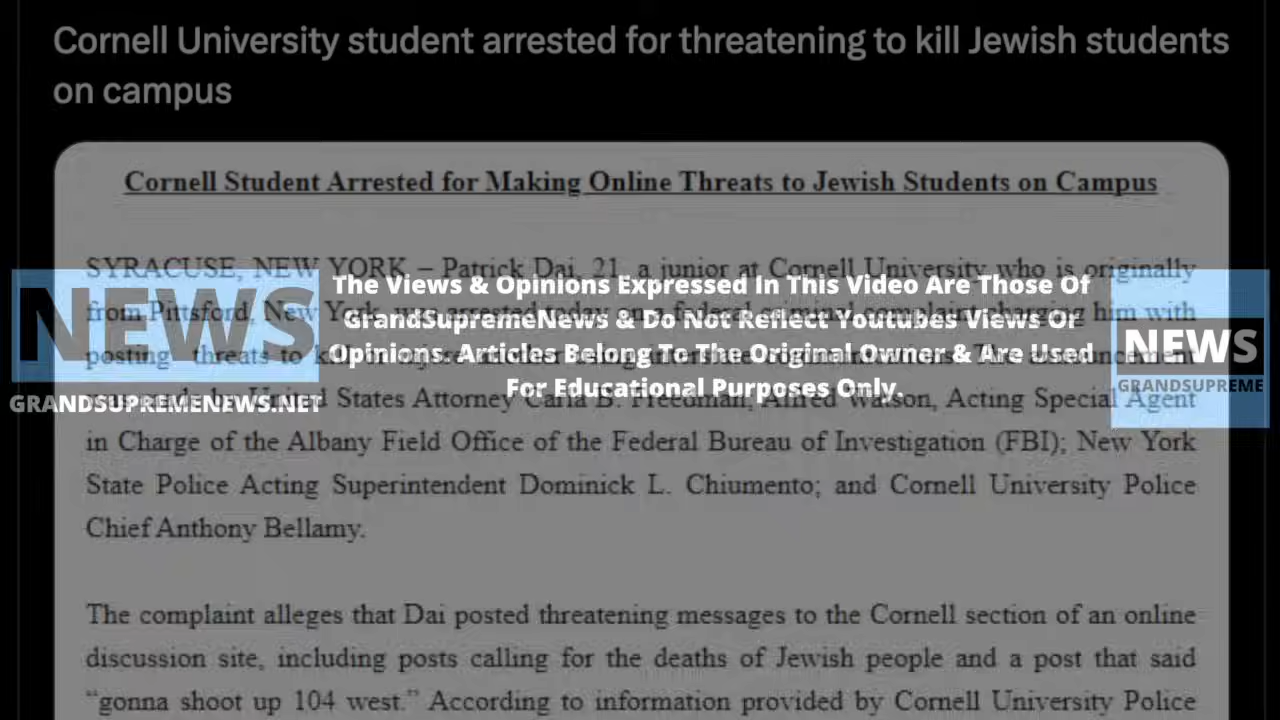 Cornell University student arrested for threatening to kill Jewish students
on campus
Cornell Student Arrested for Making Online Threats to Jewish Students on Campus
SYRACUSE, NEW YORK – Patrick Dai, 21, a junior at Cornell University who is originally
from Pittsford, New York, was arrested today on a federal criminal complaint charging him with
posting threats to kill
States Attorney Carla B. Freedman, Alfred Watson, Acting Special Agent
in Charge of the Albany Field Office of the Federal Bureau of Investigation (FBI); New York
State Police Acting Superintendent Dominick L. Chiumento; and Cornell University Police
Chief Anthony Bellamy.
The complaint alleges that Dai posted threatening messages to the Cornell section of an online
discussion site, including posts calling for the deaths of Jewish people and a post that said
“gonna shoot up 104 west.” According to information provided by Cornell University Police
NEWS
GRANDSUPREMENEWS.NET
The Views & Opinions Expressed In This Video Are Those Of
GrandSupremeNews & Do Not Reflect Youtubes Views Or
Opinions. Articles Belong To The Original Owner & Are Used
For Educational Purposes Only.
NEWS
GRANDSUPREME